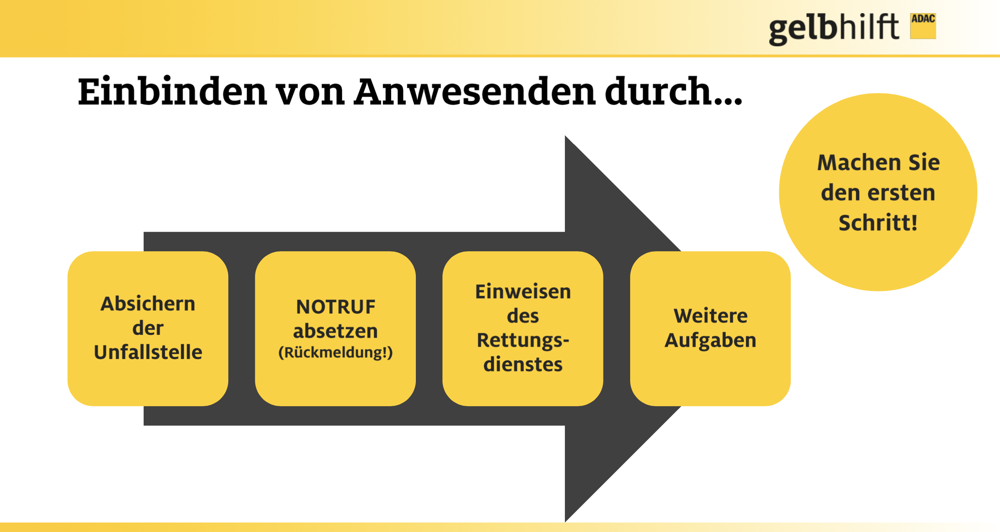 gelbhilft ADAC
Einbinden von Anwesenden durch...
Machen Sie
den ersten
Schritt!
Absichern
der
Unfallstelle
NOTRUF
absetzen
(Rückmeldung!)
Einweisen
des
Rettungs-
dienstes
Weitere
Aufgaben